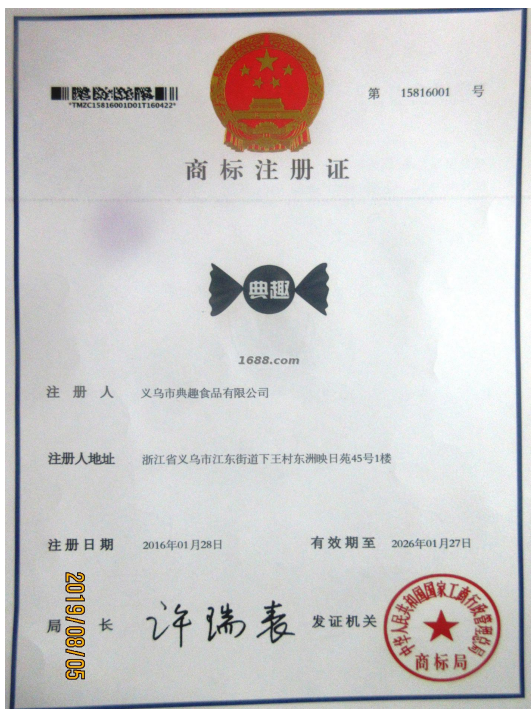 *TMZC15816001D01T160422*
第 15816001 号
商标注册证
典趣
1688.com
注册人 义乌市典趣食品有限公司
注册人地址 浙江省义乌市江东街道下王村东洲映日苑45号1楼
注册日期 2016年01月28日 有效期至 2026年01月27日
局长 许瑞表 发证机关
中华人民共和国国家工商行政管理总局
商标局
2019/08/05